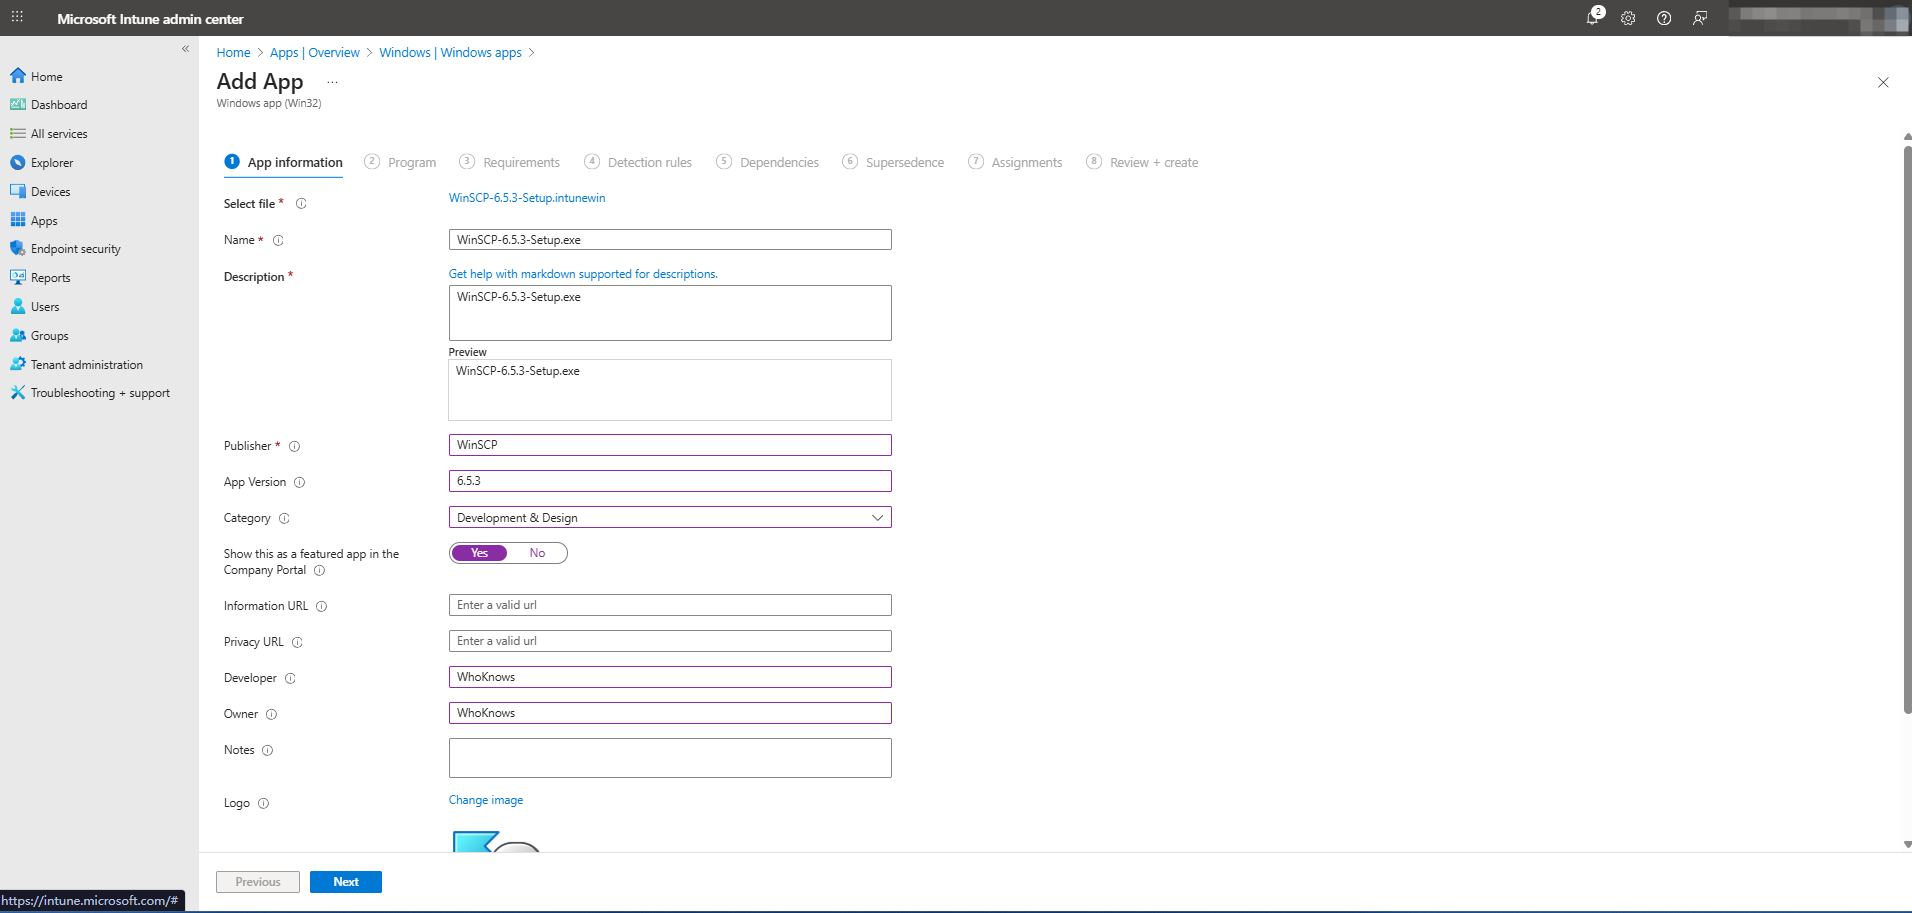 Microsoft Intune admin center
2
Home > Apps | Overview > Windows | Windows apps >
Add App ...
Windows app (Win32)
Home
Dashboard
All services
Explorer
Devices
Apps
Endpoint security
Reports
Users
Groups
Tenant administration
Troubleshooting + support
1 App information 2 Program 3 Requirements 4 Detection rules 5 Dependencies 6 Supersedence 7 Assignments 8 Review + create
Select file * WinSCP-6.5.3-Setup.intunewin
Name * WinSCP-6.5.3-Setup.exe
Description * Get help with markdown supported for descriptions.
WinSCP-6.5.3-Setup.exe
Preview
WinSCP-6.5.3-Setup.exe
Publisher * WinSCP
App Version 6.5.3
Category Development & Design
Show this as a featured app in the Yes No
Company Portal
Information URL Enter a valid url
Privacy URL Enter a valid url
Developer WhoKnows
Owner WhoKnows
Notes
Logo Change image
Previous Next
https://intune.microsoft.com/#